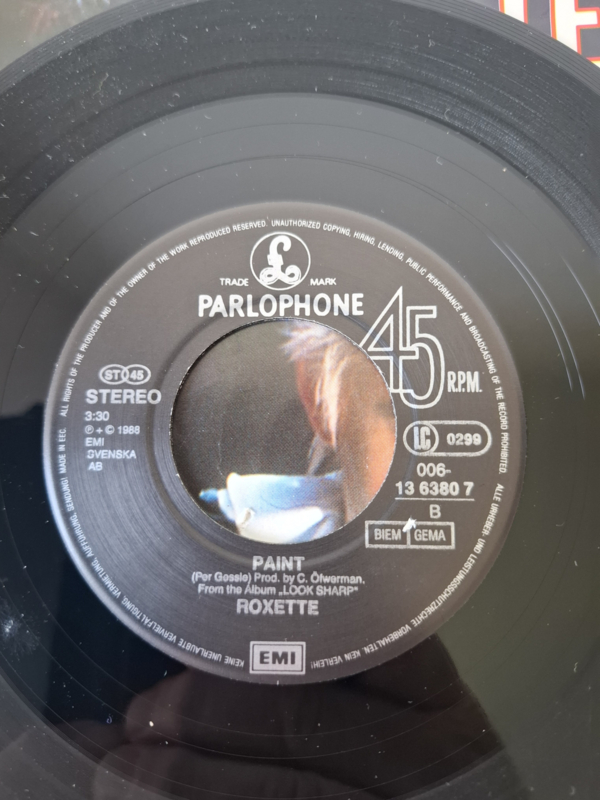 ALL RIGHTS OF THE PRODUCER AND OF THE OWNER OF THE WORK REPRODUCED RESERVED. UNAUTHORIZED COPYING, HIRING, LENDING, PUBLIC PERFORMANCE AND BROADCASTING OF THE RECORD PROHIBITED.
ALLE URHEBER- UND LEISTUNGSSCHUTZRECHTE VORBEHALTEN. KEIN VERLEIH! KEINE UNERLAUBTE VERVIELFÄLTIGUNG, VERMIETUNG, AUFFÜHRUNG, SENDUNG! MADE IN EEC.
£
TRADE MARK
PARLOPHONE
45 R.P.M.
ST 45
STEREO
3:30
℗ + © 1988
EMI
SVENSKA
AB
LC 0299
006-
13 6380 7
B
BIEM GEMA
PAINT
(Per Gessle) Prod. by C. Öfwerman.
From the Album „LOOK SHARP"
ROXETTE
EMI